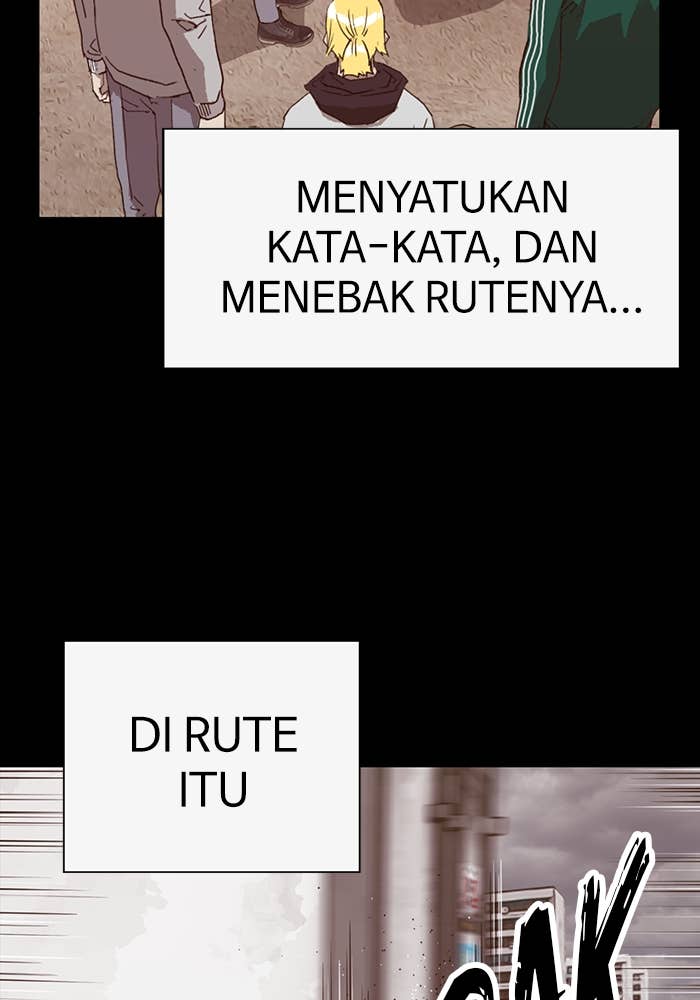 MENYATUKAN
KATA-KATA, DAN
MENEBAK RUTENYA...
DI RUTE
ITU